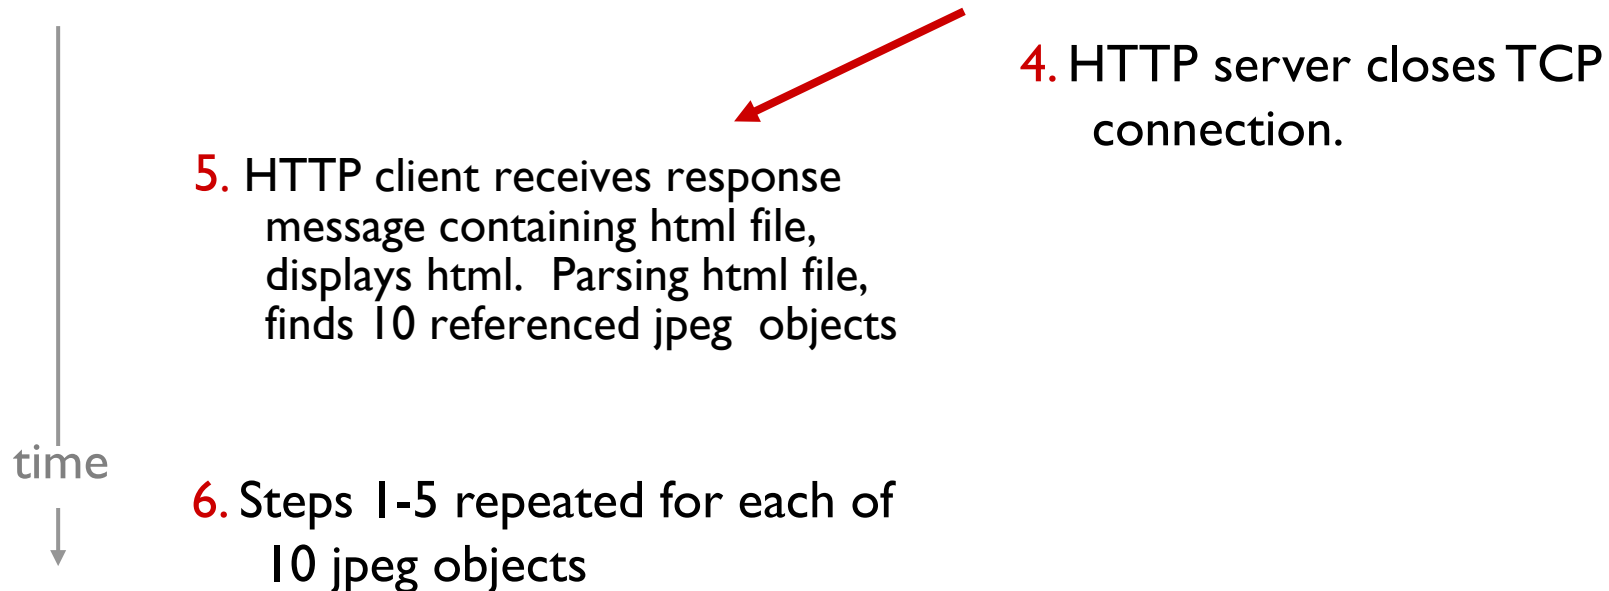 4. HTTP server closes TCP
connection.
5. HTTP client receives response
message containing html file,
displays html. Parsing html file,
finds 10 referenced jpeg objects
time
6. Steps 1-5 repeated for each of
10 jpeg objects